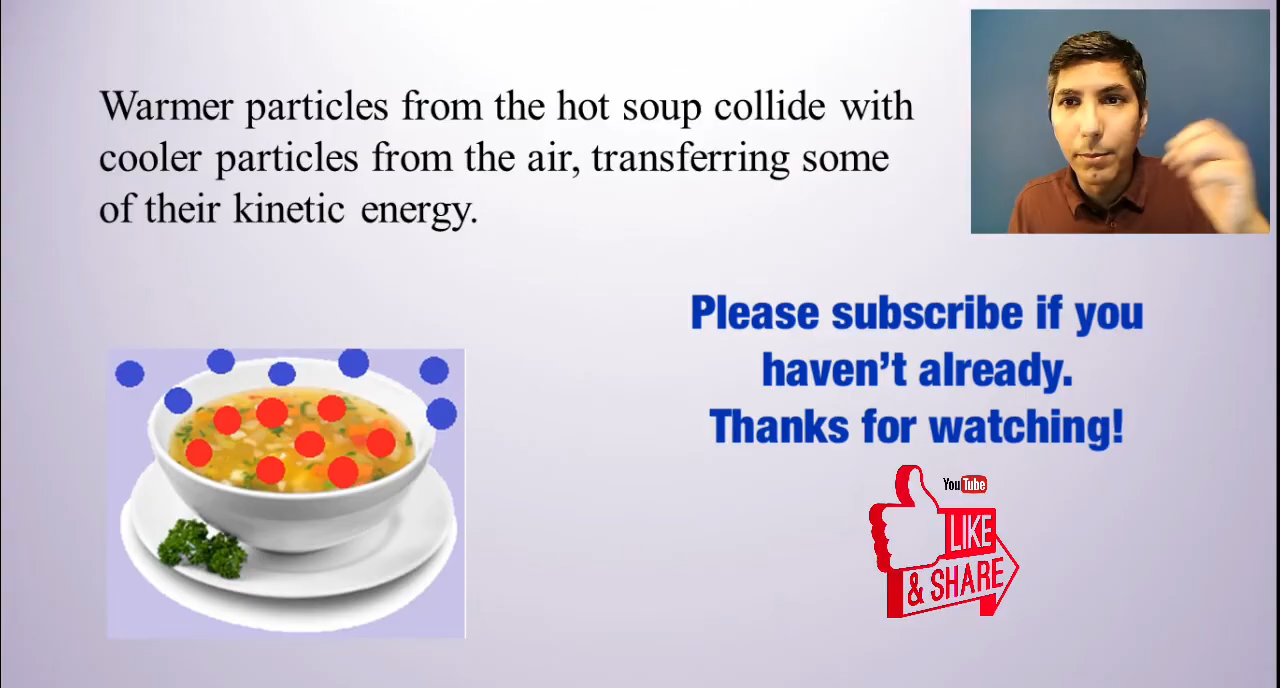 Warmer particles from the hot soup collide with
cooler particles from the air, transferring some
of their kinetic energy.
Please subscribe if you
haven't already.
Thanks for watching!
YouTube
LIKE
& SHARE